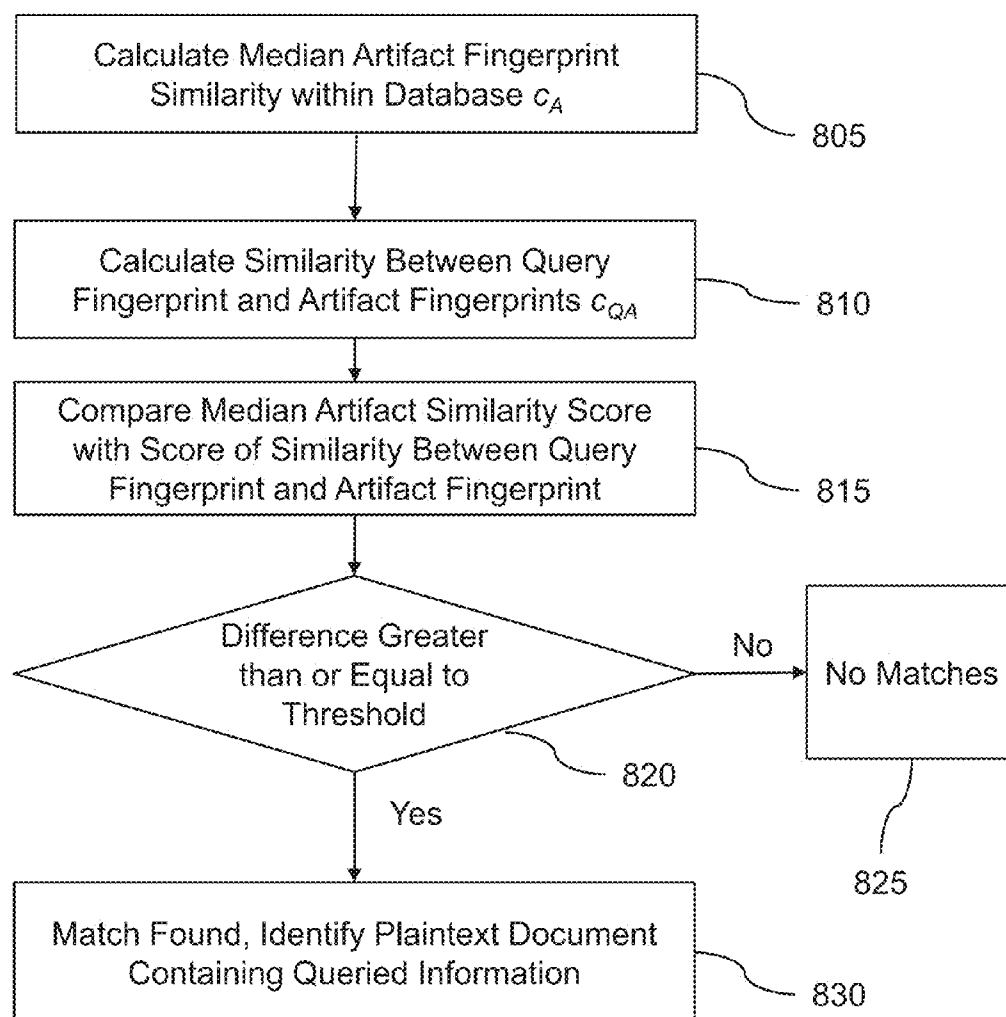 Calculate Median Artifact Fingerprint
Similarity within Database c_A
805
Calculate Similarity Between Query
Fingerprint and Artifact Fingerprints c_QA
810
Compare Median Artifact Similarity Score
with Score of Similarity Between Query
Fingerprint and Artifact Fingerprint
815
Difference Greater
than or Equal to
Threshold
820
No
No Matches
825
Yes
Match Found, Identify Plaintext Document
Containing Queried Information
830